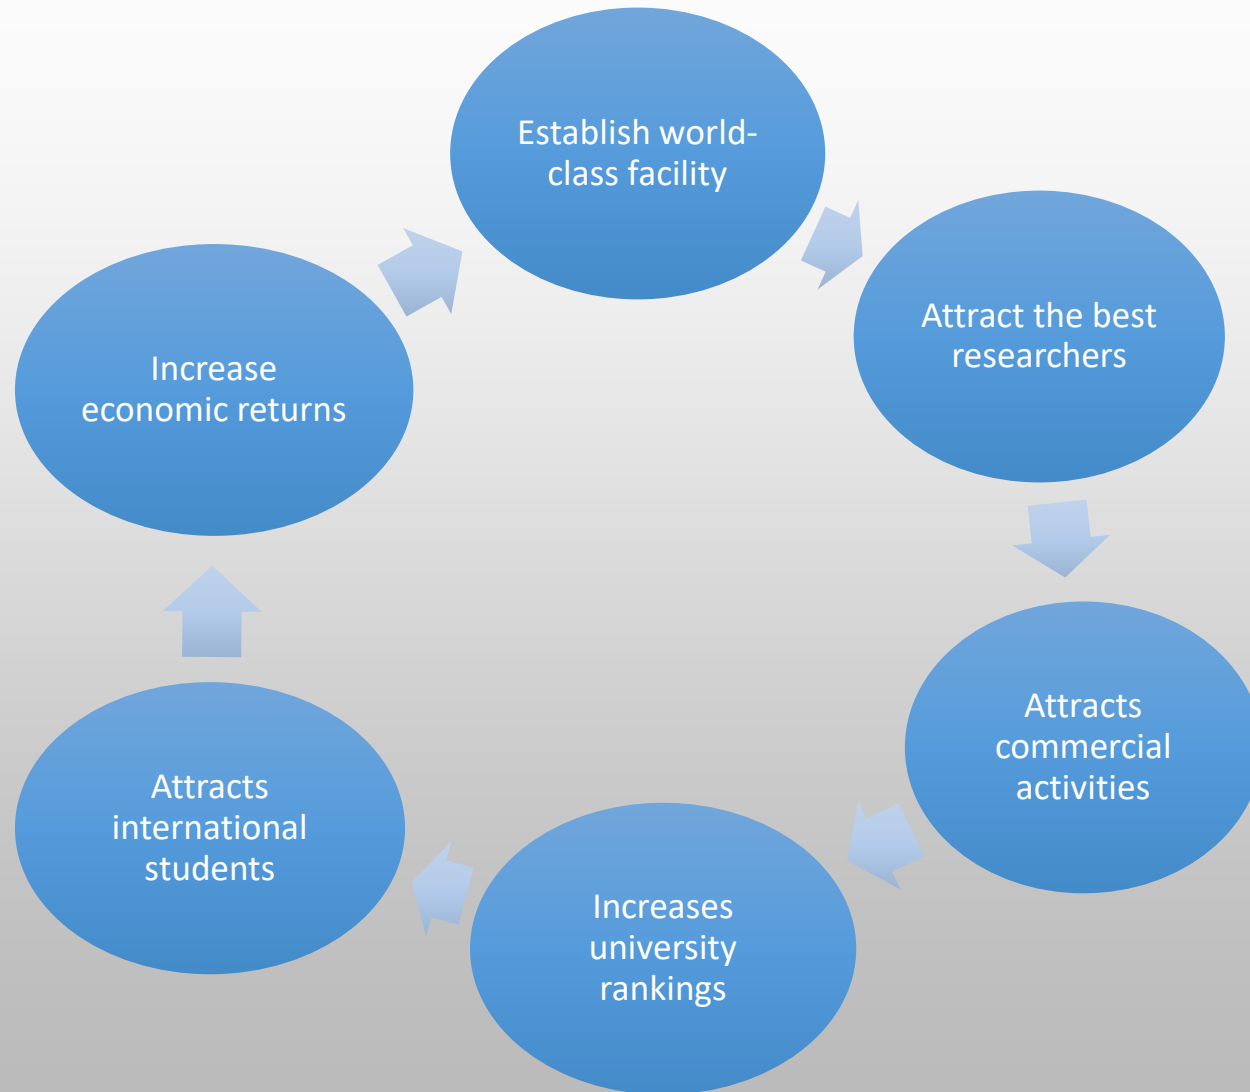 Establish world-
class facility
Attract the best
researchers
Attracts
commercial
activities
Increases
university
rankings
Attracts
international
students
Increase
economic returns